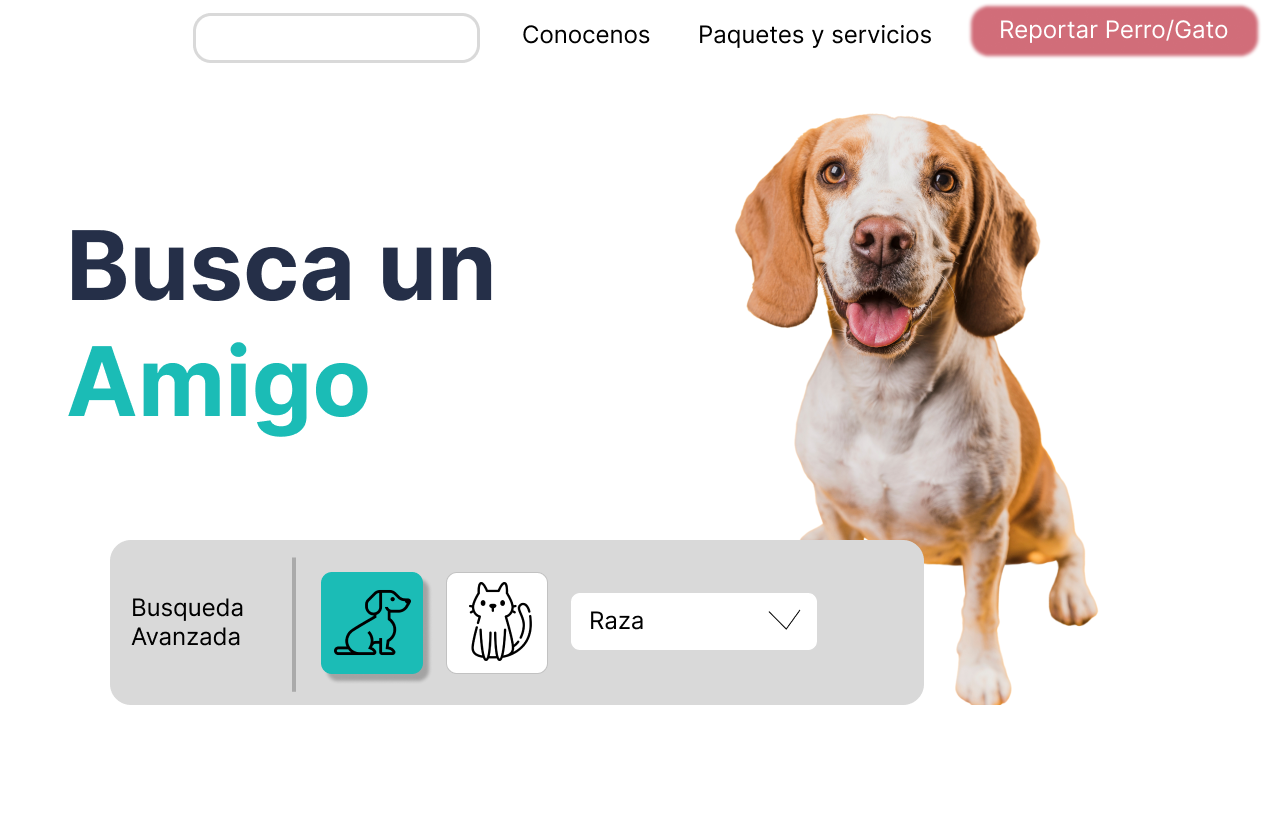 Conocenos
Paquetes y servicios
Reportar Perro/Gato
Busca un
Amigo
Busqueda
Avanzada
Raza